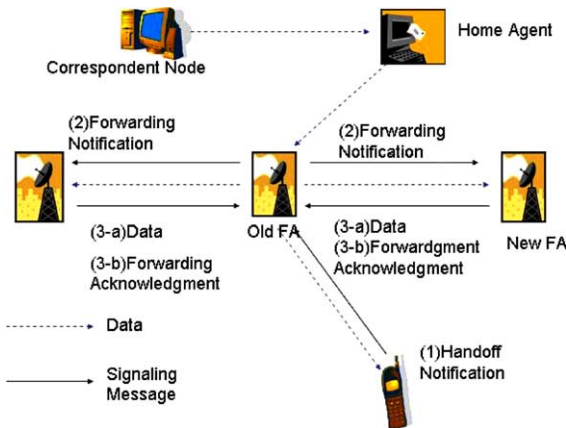 Home Agent
Correspondent Node
(2)Forwarding
Notification
(2)Forwarding
Notification
Old FA
New FA
(3-a)Data
(3-b)Forwarding
Acknowledgment
(3-a)Data
(3-b)Forwardgment
Acknowledgment
Data
(1)Handoff
Notification
Signaling
Message